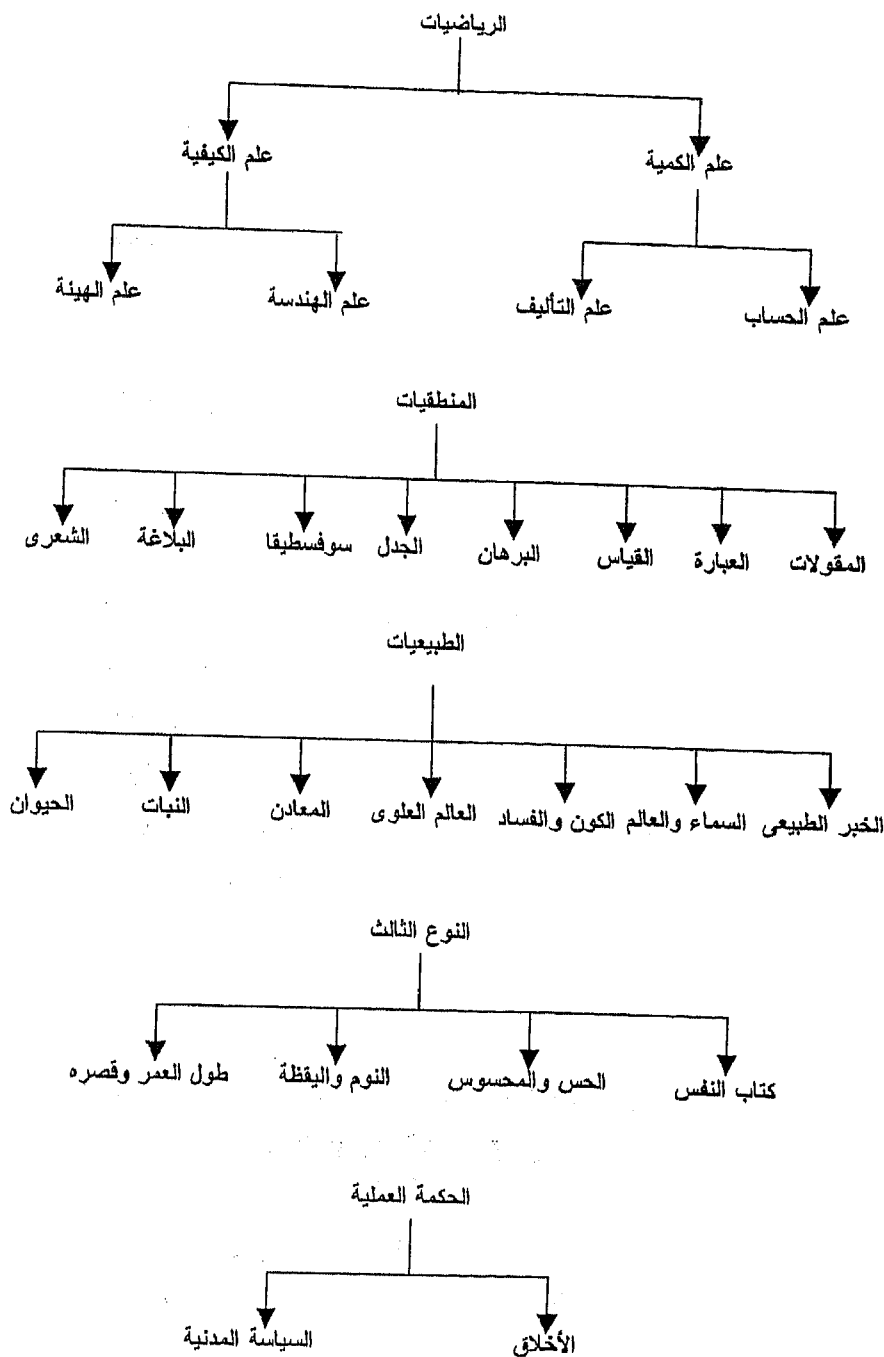 الرياضيات
علم الكمية علم الكيفية
علم الحساب علم التأليف علم الهندسة علم الهيئة
المنطقيات
المقولات العبارة القياس البرهان الجدل سوفسطيقا البلاغة الشعرى
الطبيعيات
الخبر الطبيعى السماء والعالم الكون والفساد العالم العلوى المعادن النبات الحيوان
النوع الثالث
كتاب النفس الحس والمحسوس النوم واليقظة طول العمر وقصره
الحكمة العملية
الأخلاق السياسة المدنية